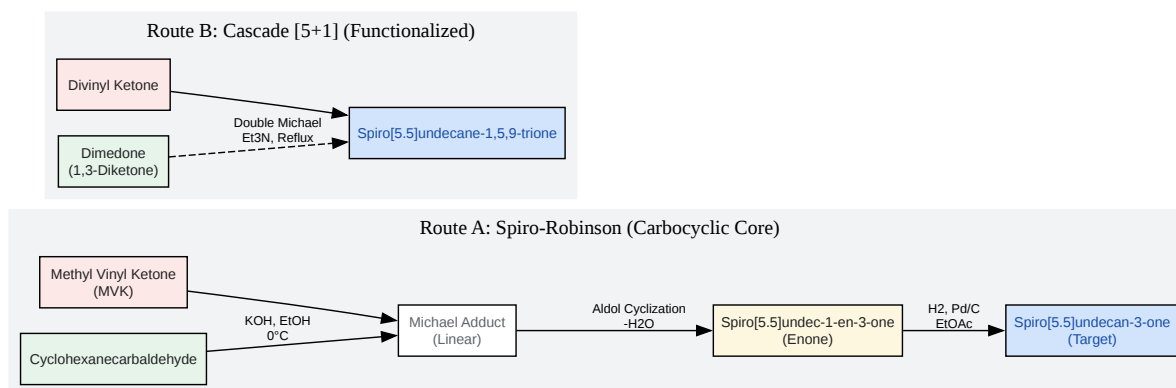 Route B: Cascade [5+1] (Functionalized)
Divinyl Ketone
Double Michael
Et3N, Reflux
Spiro[5.5]undecane-1,5,9-trione
Dimedone
(1,3-Diketone)
Route A: Spiro-Robinson (Carbocyclic Core)
Methyl Vinyl Ketone
(MVK)
KOH, EtOH
0°C
Cyclohexanecarbaldehyde
Michael Adduct
(Linear)
Aldol Cyclization
-H2O
Spiro[5.5]undec-1-en-3-one
(Enone)
H2, Pd/C
EtOAc
Spiro[5.5]undecan-3-one
(Target)